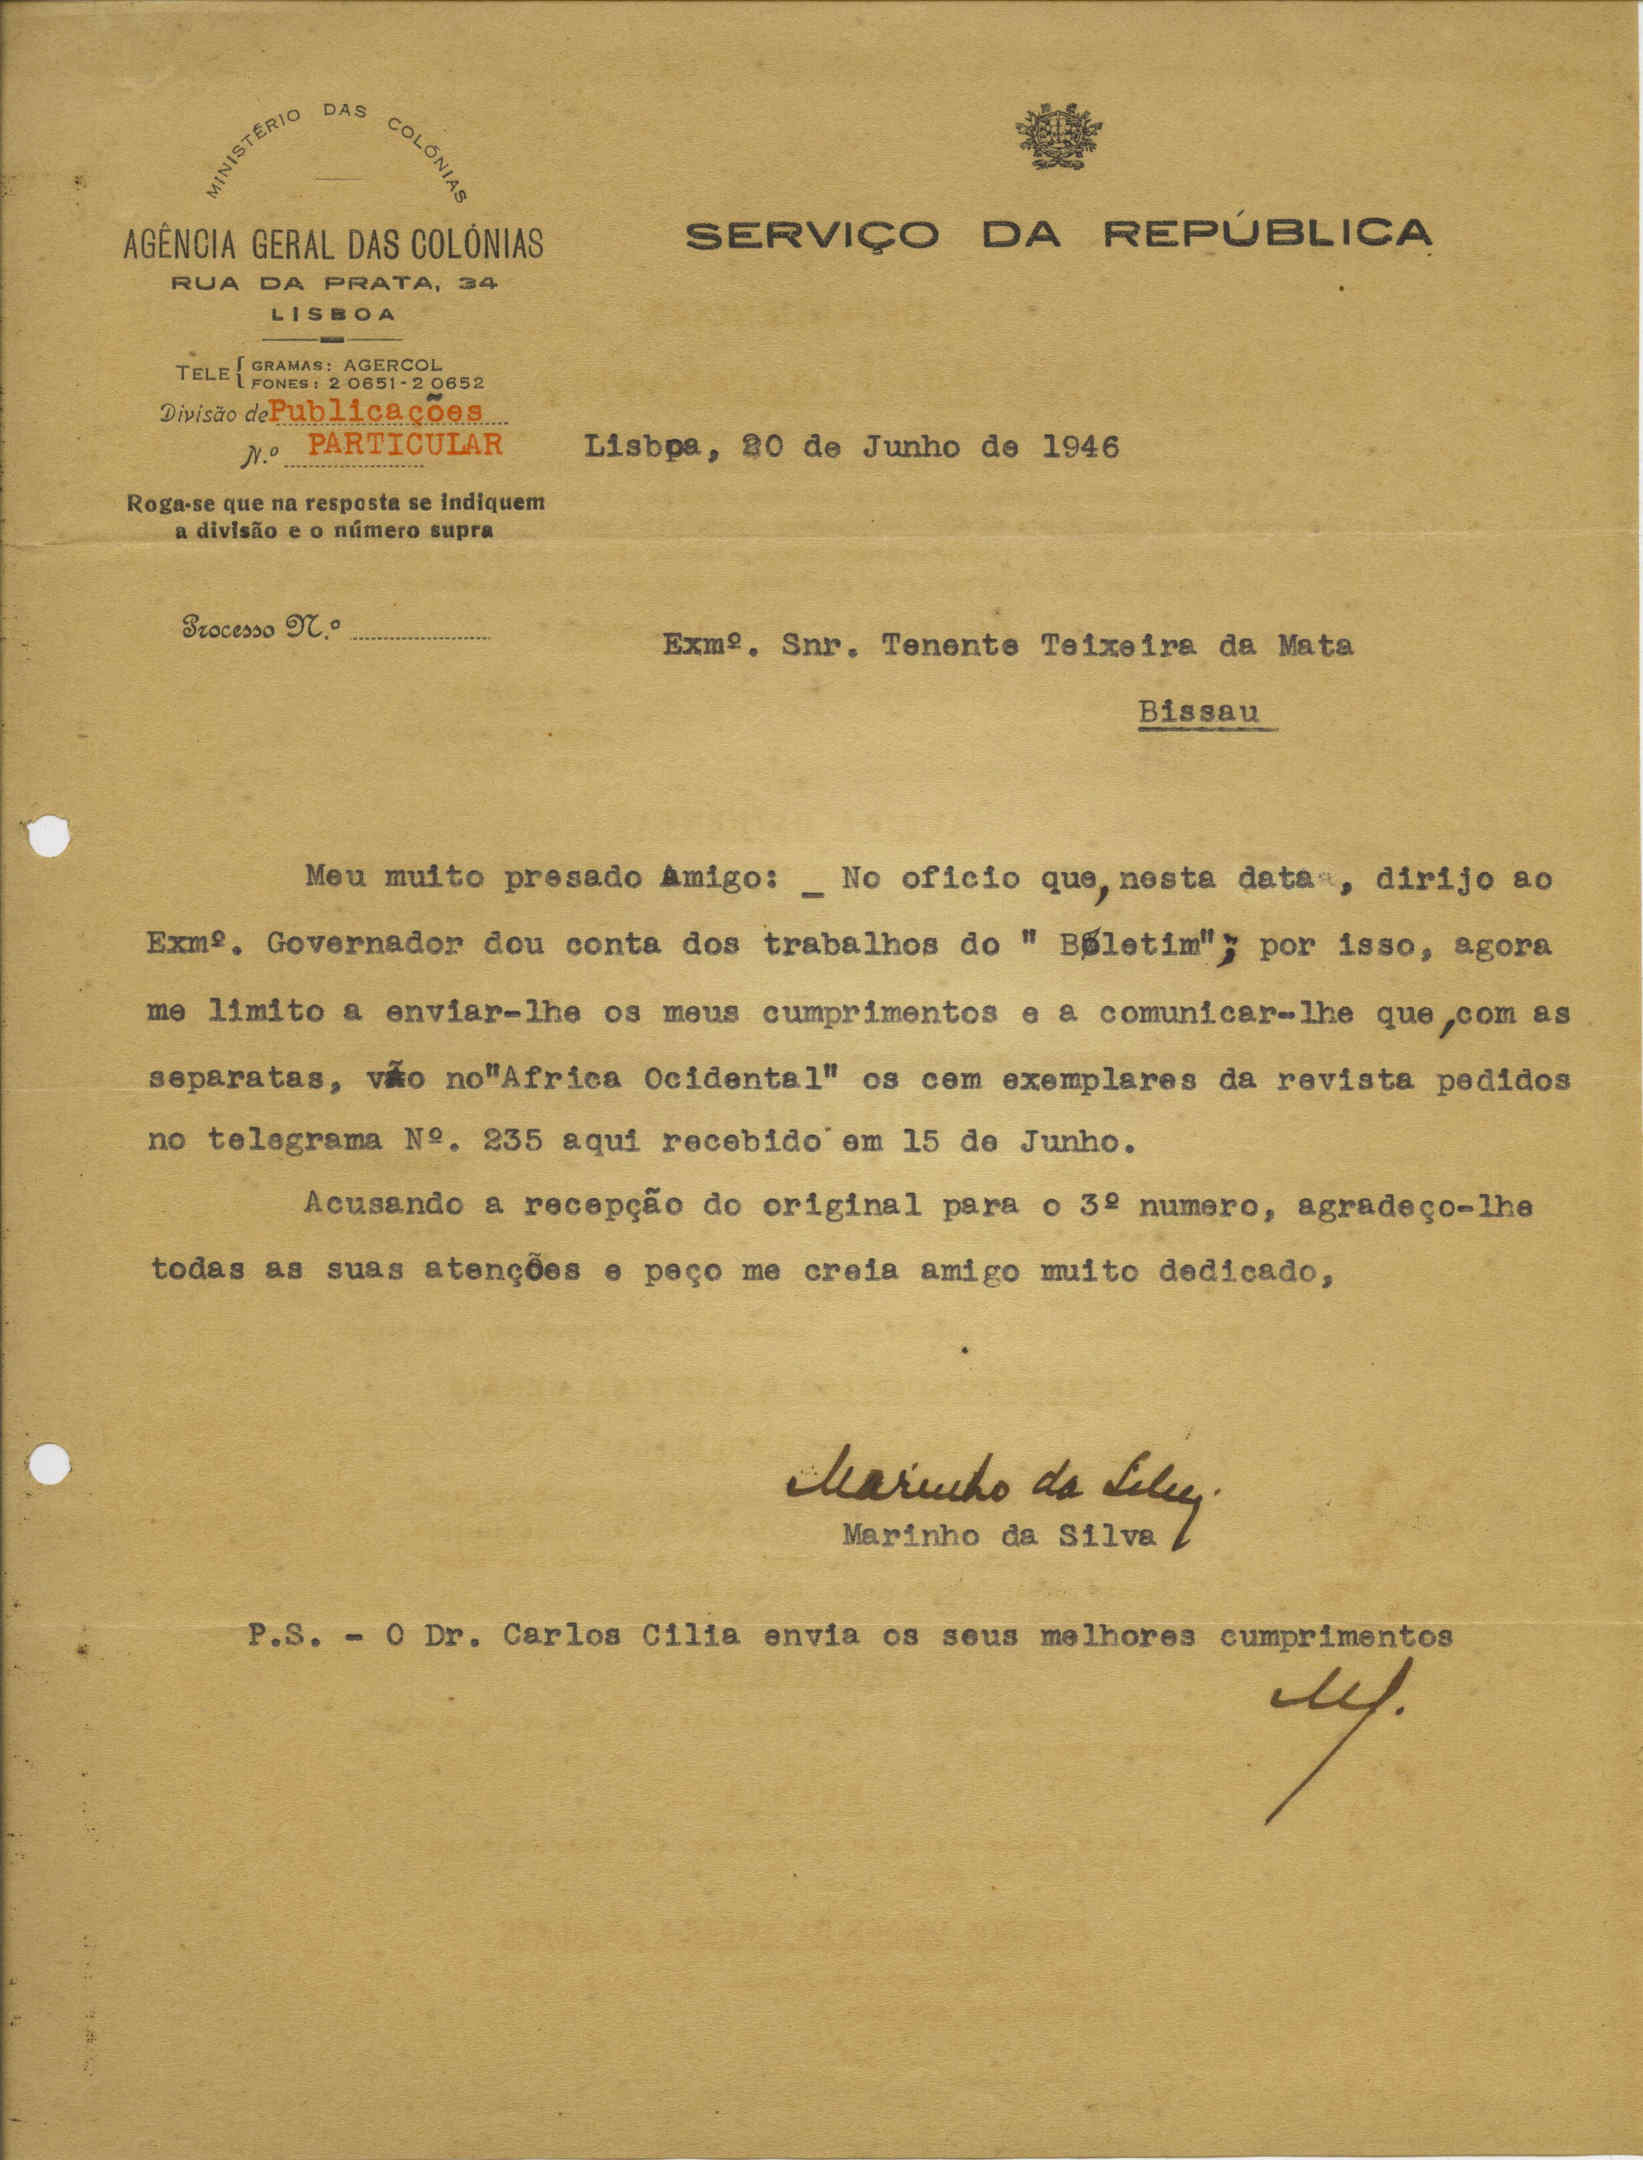 MINISTÉRIO DAS COLÓNIAS
AGÊNCIA GERAL DAS COLÓNIAS
RUA DA PRATA, 34
LISBOA
TELE { GRAMAS: AGERCOL
FONES: 2 0651 - 2 0652
Divisão de Publicações
N.º PARTICULAR
Roga-se que na resposta se indiquem
a divisão e o número supra
Processo N.º
SERVIÇO DA REPÚBLICA
Lisboa, 20 de Junho de 1946
Exmº. Snr. Tenente Teixeira da Mata
Bissau
Meu muito presado Amigo: _ No oficio que, nesta data, dirijo ao
Exmº. Governador dou conta dos trabalhos do " Boletim"; por isso, agora
me limito a enviar-lhe os meus cumprimentos e a comunicar-lhe que, com as
separatas, vão no"Africa Ocidental" os cem exemplares da revista pedidos
no telegrama Nº. 235 aqui recebido em 15 de Junho.
Acusando a recepção do original para o 3º numero, agradeço-lhe
todas as suas atenções e peço me creia amigo muito dedicado,
Marinho da Silva
Marinho da Silva
P.S. - O Dr. Carlos Cilia envia os seus melhores cumprimentos